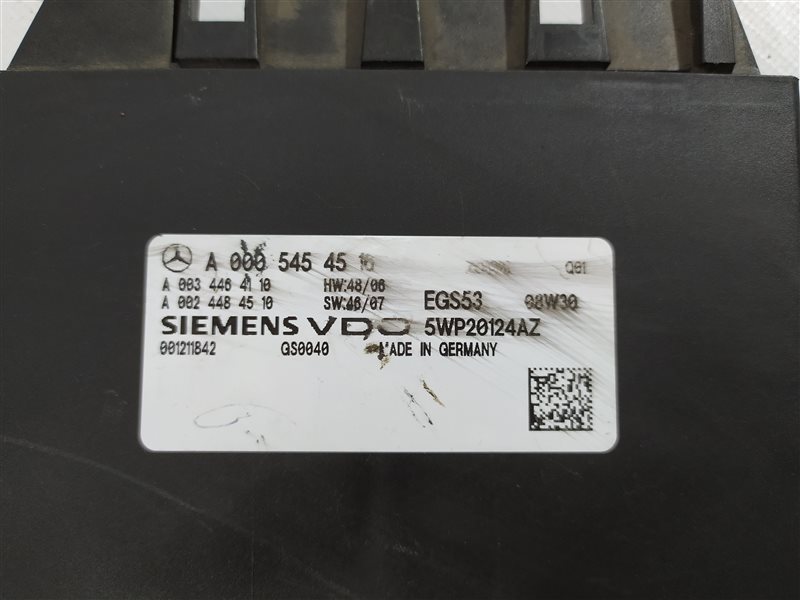 A 000 545 45 16 Q01
A 003 446 41 10 HW:48/06
A 002 448 45 10 SW:46/07 EGS53 08W30
SIEMENS VDO 5WP20124AZ
001211842 GS0040 MADE IN GERMANY